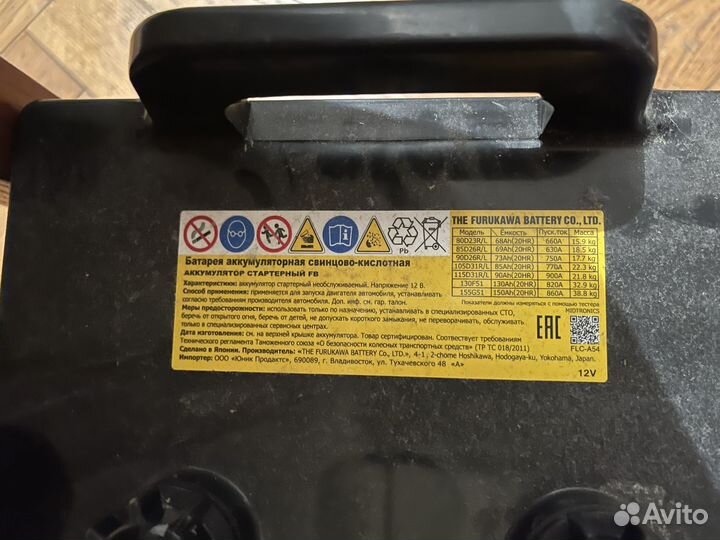 THE FURUKAWA BATTERY CO., LTD.
Модель Ёмкость Пуск.ток Масса
80D23R/L 68Ah(20HR) 660A 15.9 kg
85D26R/L 69Ah(20HR) 630A 18.5 kg
90D26R/L 73Ah(20HR) 750A 17.7 kg
105D31R/L 85Ah(20HR) 770A 22.3 kg
115D31R/L 90Ah(20HR) 900A 21.8 kg
130F51 130Ah(20HR) 820A 32.9 kg
155G51 150Ah(20HR) 860A 38.8 kg
Показатели должны измеряться с помощью тестера
MIDTRONICS
Pb
Батарея аккумуляторная свинцово-кислотная
АККУМУЛЯТОР СТАРТЕРНЫЙ FB
Характеристики: аккумулятор стартерный необслуживаемый. Напряжение 12 В.
Способ применения: применяется для запуска двигателя автомобиля, устанавливать
согласно предписаниям производителя автомобиля. Доп. инф. см. гар. талон.
Меры предосторожности: использовать только по назначению, устанавливать в специализированных СТО,
беречь от открытого огня, беречь от детей, не допускать короткого замыкания, не переворачивать, обслуживать
только в специализированных сервисных центрах.
Дата изготовления: см. на верхней крышке аккумулятора. Товар сертифицирован. Соответствует требованиям
Технического регламента Таможенного союза «О безопасности колесных транспортных средств» (ТР ТС 018/2011)
Сделано в Японии. Производитель: «THE FURUKAWA BATTERY Co., LTD.», 4-1, 2-chome Hoshikawa, Hodogaya-ku, Yokohama, Japan.
Импортер: ООО «Юник Продактс», 690089, г. Владивосток, ул. Тухачевского 48 «А»
EAC
FLC-A54
12V
Avito